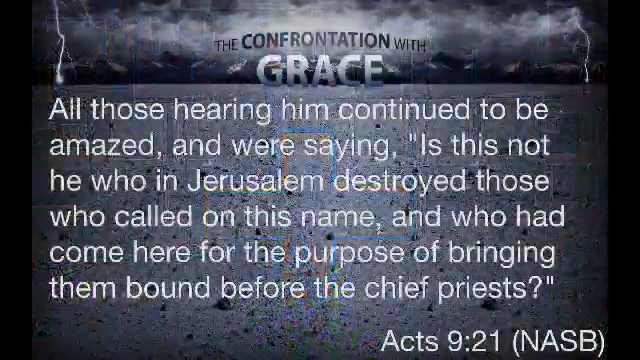 THE CONFRONTATION WITH
GRACE
All those hearing him continued to be
amazed, and were saying, "Is this not
he who in Jerusalem destroyed those
who called on this name, and who had
come here for the purpose of bringing
them bound before the chief priests?"
Acts 9:21 (NASB)